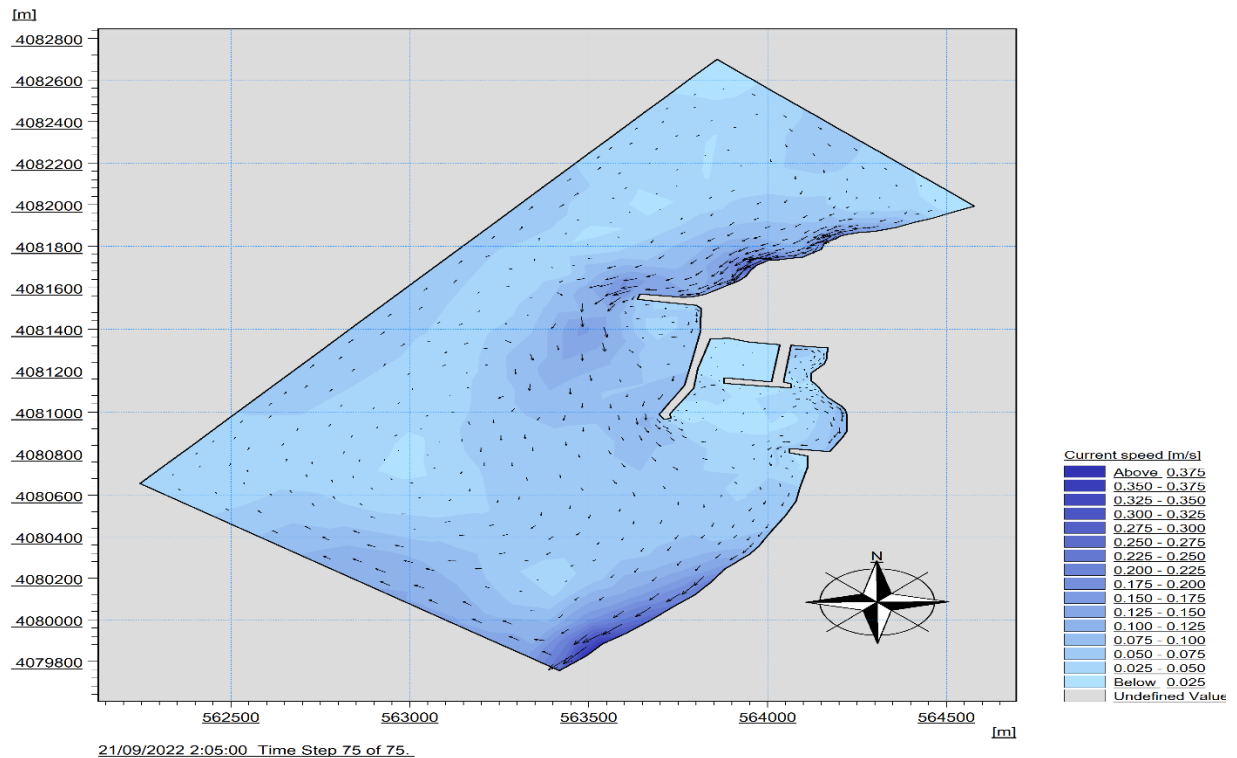 [m]
4082800
4082600
4082400
4082200
4082000
4081800
4081600
4081400
4081200
4081000
4080800
4080600
4080400
4080200
4080000
4079800
562500 563000 563500 564000 564500
[m]
21/09/2022 2:05:00 Time Step 75 of 75.
N
Current speed [m/s]
Above 0.375
0.350 - 0.375
0.325 - 0.350
0.300 - 0.325
0.275 - 0.300
0.250 - 0.275
0.225 - 0.250
0.200 - 0.225
0.175 - 0.200
0.150 - 0.175
0.125 - 0.150
0.100 - 0.125
0.075 - 0.100
0.050 - 0.075
0.025 - 0.050
Below 0.025
Undefined Value